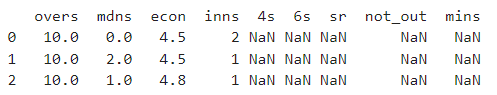 overs mdns econ inns 4s 6s sr not_out mins
0 10.0 0.0 4.5 2 NaN NaN NaN NaN NaN
1 10.0 2.0 4.5 1 NaN NaN NaN NaN NaN
2 10.0 1.0 4.8 1 NaN NaN NaN NaN NaN